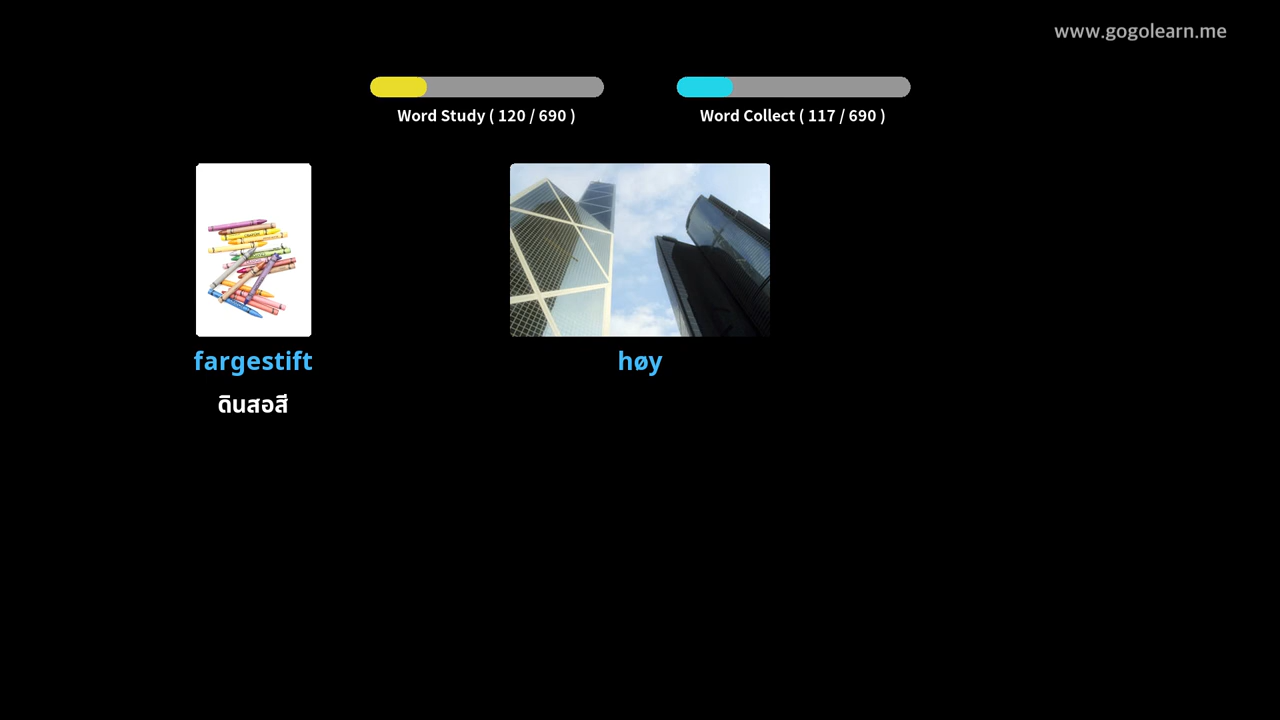 www.gogolearn.me
Word Study ( 120 / 690 )
Word Collect ( 117 / 690 )
fargestift
høy
ดินสอสี